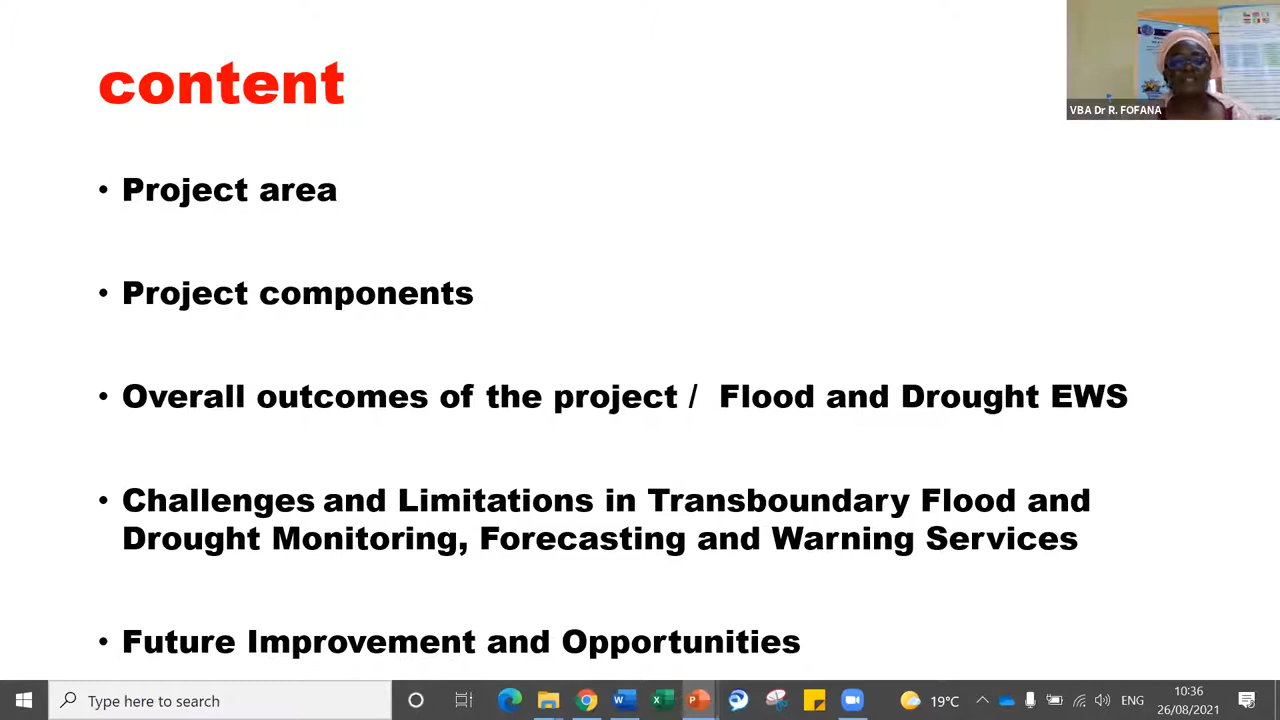 content
VBA Dr R. FOFANA
• Project area
• Project components
• Overall outcomes of the project / Flood and Drought EWS
• Challenges and Limitations in Transboundary Flood and
Drought Monitoring, Forecasting and Warning Services
• Future Improvement and Opportunities
Type here to search
19°C
ENG
10:36
26/08/2021